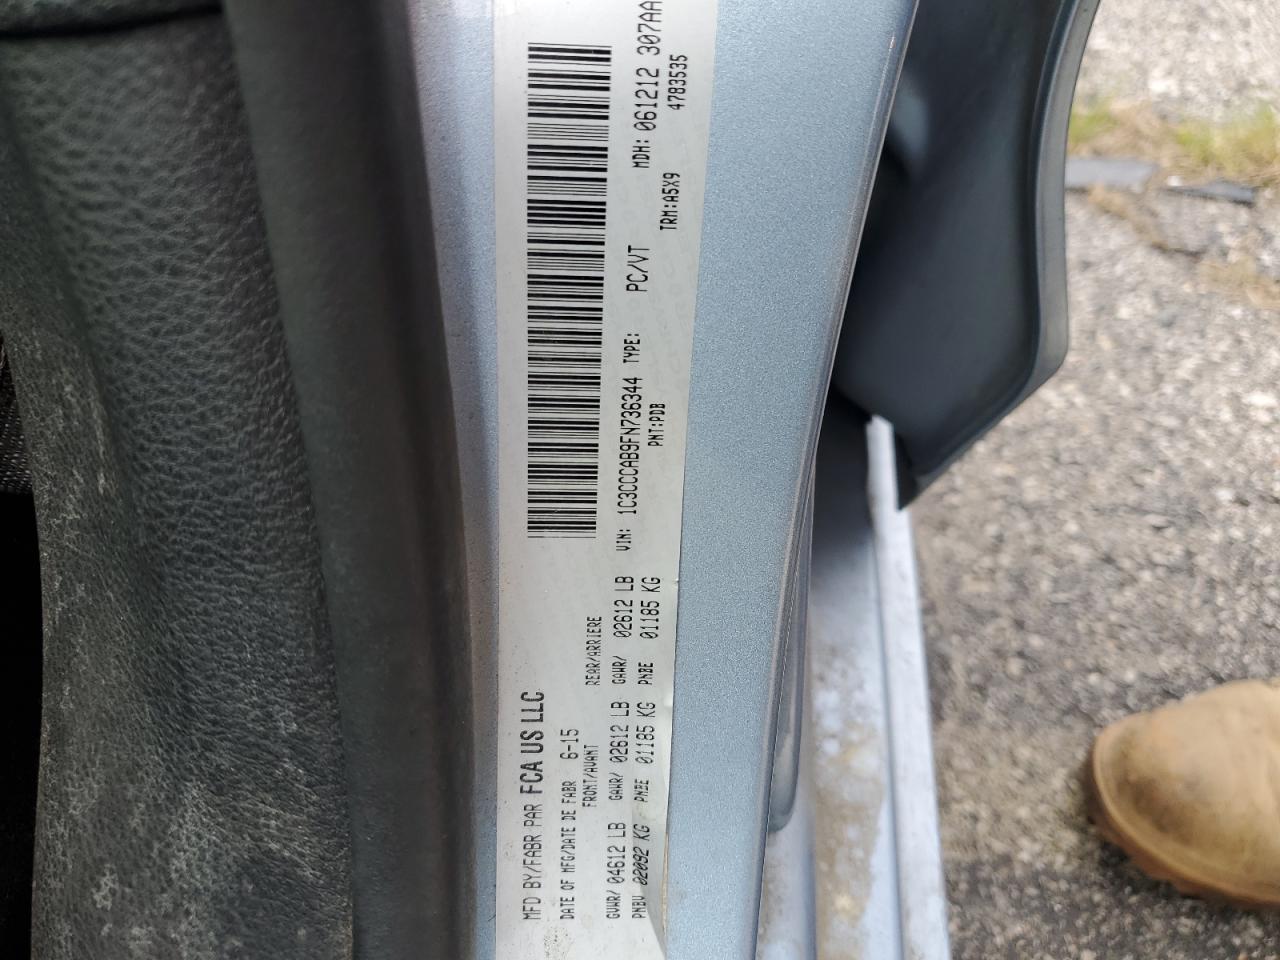 MFD BY/FABR PAR FCA US LLC
DATE OF MFG/DATE DE FABR 6-15
FRONT/AVANT REAR/ARRIERE
GVWR/ 04612 LB GAWR/ 02612 LB GAWR/ 02612 LB
PNBV 02092 KG PNBE 01185 KG PNBE 01185 KG
VIN: 1C3CCCAB9FN736344 TYPE: PC/VT MDH: 061212 307AA
PNT:PDB TRM:A5X9 4783535